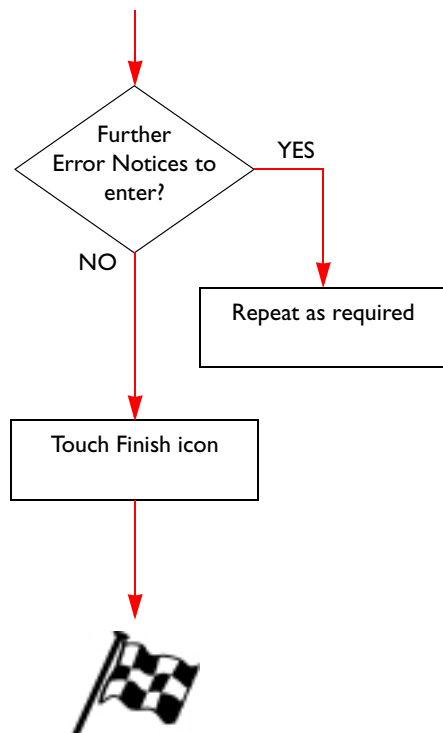 Further
Error Notices to
enter?
YES
NO
Repeat as required
Touch Finish icon